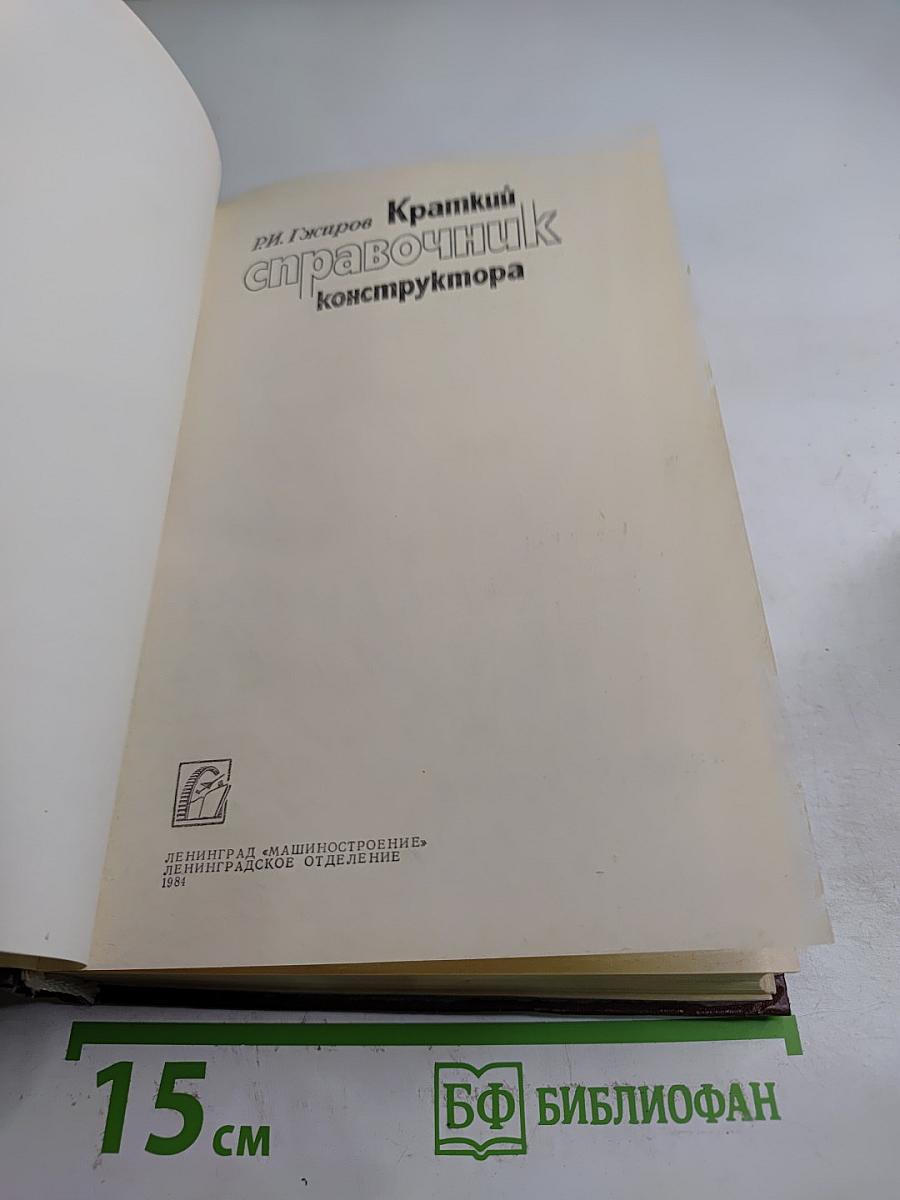 Р.И. Гжиров Краткий
справочник
конструктора
ЛЕНИНГРАД «МАШИНОСТРОЕНИЕ»
ЛЕНИНГРАДСКОЕ ОТДЕЛЕНИЕ
1984
15 см
БФ БИБЛИОФАН